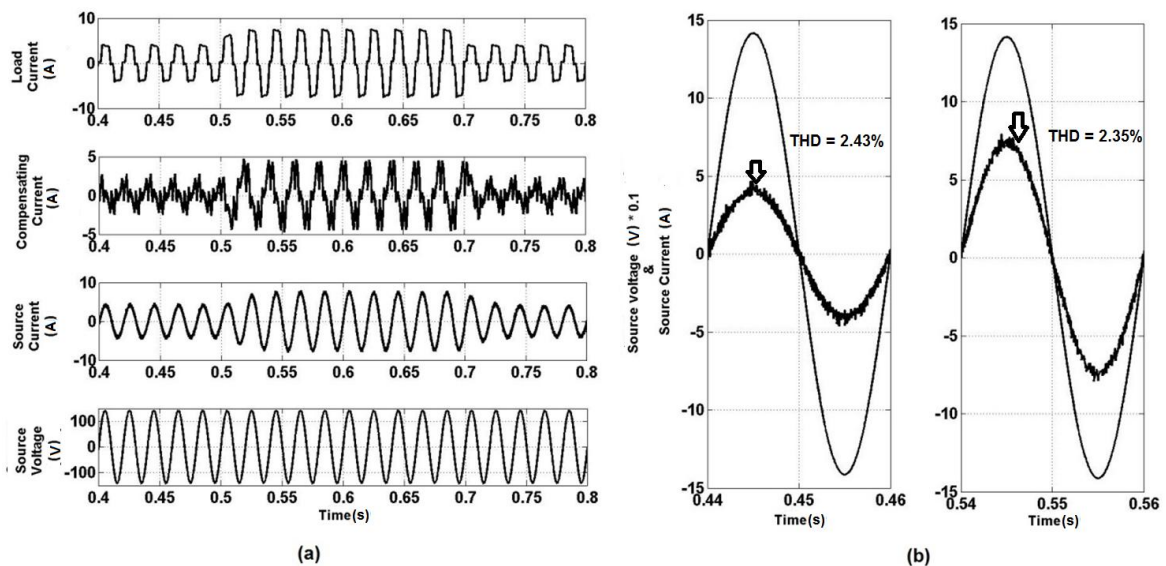 Load
Current
(A)
10
0
-10
0.4 0.45 0.5 0.55 0.6 0.65 0.7 0.75 0.8
Compensating
Current
(A)
5
0
-5
0.4 0.45 0.5 0.55 0.6 0.65 0.7 0.75 0.8
Source
Current
(A)
10
0
-10
0.4 0.45 0.5 0.55 0.6 0.65 0.7 0.75 0.8
Source
Voltage
(V)
100
0
-100
0.4 0.45 0.5 0.55 0.6 0.65 0.7 0.75 0.8
Time(s)
(a)
Source Voltage (V) * 0.1
&
Source Current (A)
15
10
5
0
-5
-10
-15
THD = 2.43%
0.44 0.45 0.46
Time(s)
15
10
5
0
-5
-10
-15
THD = 2.35%
0.54 0.55 0.56
Time(s)
(b)